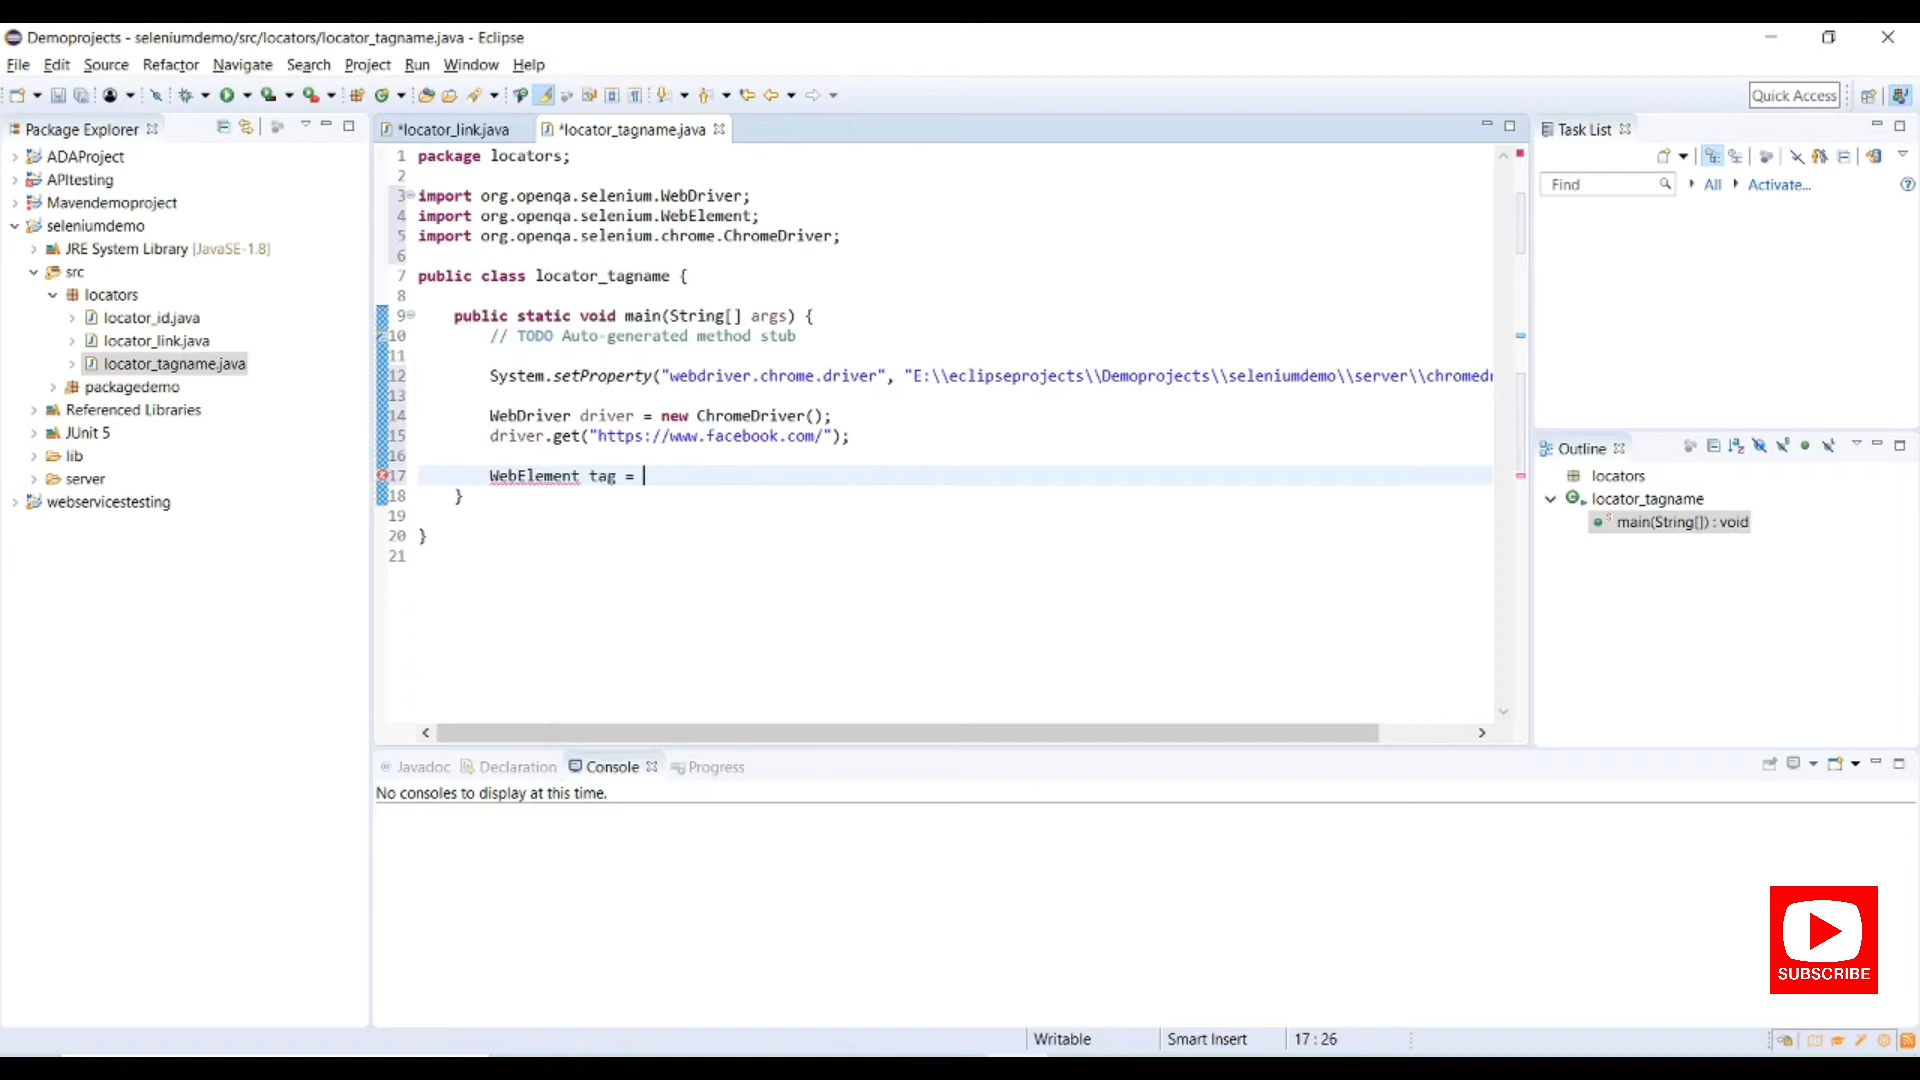 Demoprojects - seleniumdemo/src/locators/locator_tagname.java - Eclipse
File Edit Source Refactor Navigate Search Project Run Window Help
Quick Access
Package Explorer
ADAProject
APItesting
Mavendemoproject
seleniumdemo
JRE System Library [JavaSE-1.8]
src
locators
locator_id.java
locator_link.java
locator_tagname.java
packagedemo
Referenced Libraries
JUnit 5
lib
server
webservicestesting
*locator_link.java *locator_tagname.java
1 package locators;
2
3 import org.openqa.selenium.WebDriver;
4 import org.openqa.selenium.WebElement;
5 import org.openqa.selenium.chrome.ChromeDriver;
6
7 public class locator_tagname {
8
9 public static void main(String[] args) {
10 // TODO Auto-generated method stub
11
12 System.setProperty("webdriver.chrome.driver", "E:\\eclipseprojects\\Demoprojects\\seleniumdemo\\server\\chromed
13
14 WebDriver driver = new ChromeDriver();
15 driver.get("https://www.facebook.com/");
16
17 WebElement tag =
18 }
19
20 }
21
Task List
Find All Activate...
Outline
locators
locator_tagname
main(String[]) : void
@ Javadoc Declaration Console Progress
No consoles to display at this time.
SUBSCRIBE
Writable Smart Insert 17 : 26